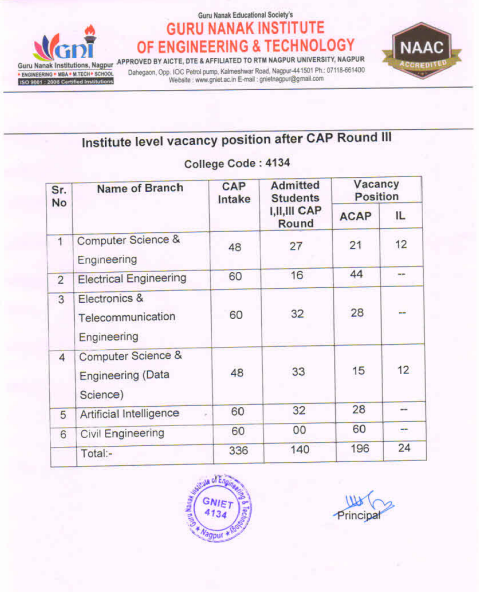 Guru Nanak Educational Society's
GURU NANAK INSTITUTE
OF ENGINEERING & TECHNOLOGY
APPROVED BY AICTE, DTE & AFFILIATED TO RTM NAGPUR UNIVERSITY, NAGPUR
Dahegaon, Opp. IOC Petrol pump, Kalmeshwar Road, Nagpur-441501 Ph.: 07118-661400
Website : www.gniet.ac.in E-mail : gnietnagpur@gmail.com
GNI
Guru Nanak Institutions, Nagpur
• ENGINEERING • MBA • M.TECH • SCHOOL
ISO 9001 : 2008 Certified Institutions
NAAC
ACCREDITED
Institute level vacancy position after CAP Round III
College Code : 4134
Sr. No Name of Branch CAP Intake Admitted Students I,II,III CAP Round Vacancy Position ACAP IL
1 Computer Science & Engineering 48 27 21 12
2 Electrical Engineering 60 16 44 --
3 Electronics & Telecommunication Engineering 60 32 28 --
4 Computer Science & Engineering (Data Science) 48 33 15 12
5 Artificial Intelligence 60 32 28 --
6 Civil Engineering 60 00 60 --
Total:- 336 140 196 24
Guru Nanak Institute of Engineering & Technology
GNIET
4134
Nagpur
Principal